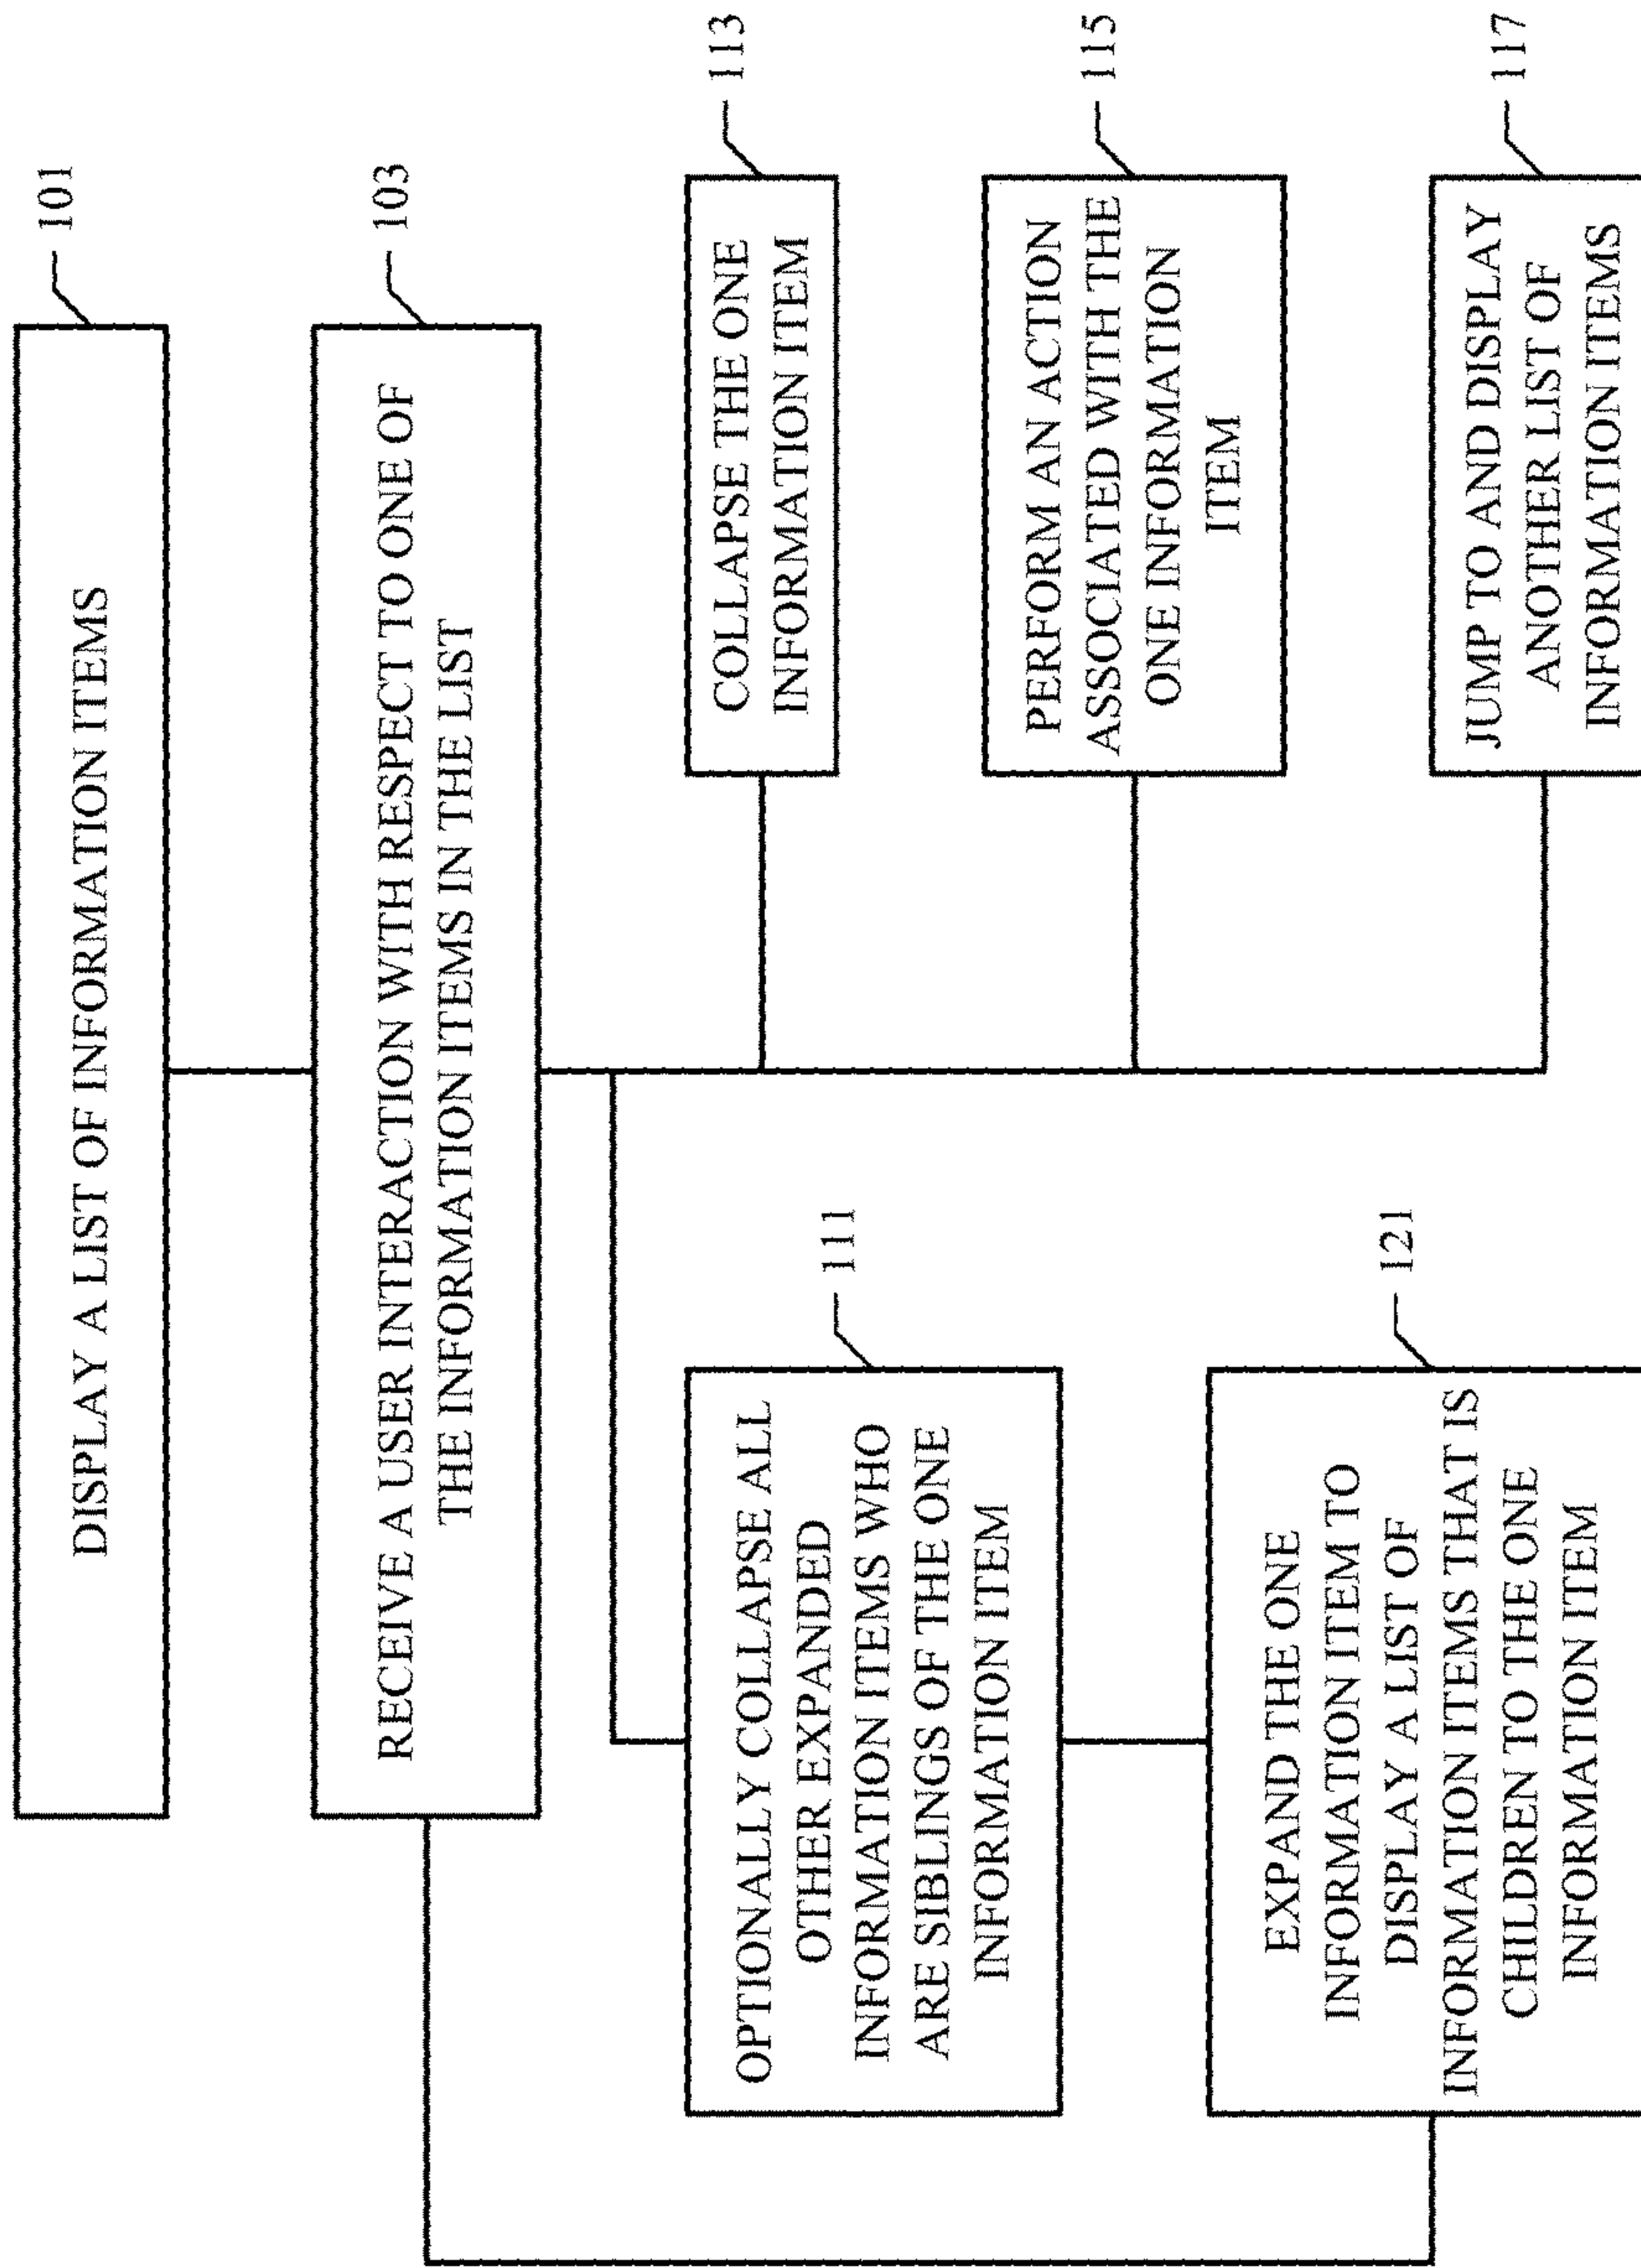 101
DISPLAY A LIST OF INFORMATION ITEMS
103
RECEIVE A USER INTERACTION WITH RESPECT TO ONE OF
THE INFORMATION ITEMS IN THE LIST
111
OPTIONALLY COLLAPSE ALL
OTHER EXPANDED
INFORMATION ITEMS WHO
ARE SIBLINGS OF THE ONE
INFORMATION ITEM
113
COLLAPSE THE ONE
INFORMATION ITEM
115
PERFORM AN ACTION
ASSOCIATED WITH THE
ONE INFORMATION
ITEM
121
EXPAND THE ONE
INFORMATION ITEM TO
DISPLAY A LIST OF
INFORMATION ITEMS THAT IS
CHILDREN TO THE ONE
INFORMATION ITEM
117
JUMP TO AND DISPLAY
ANOTHER LIST OF
INFORMATION ITEMS